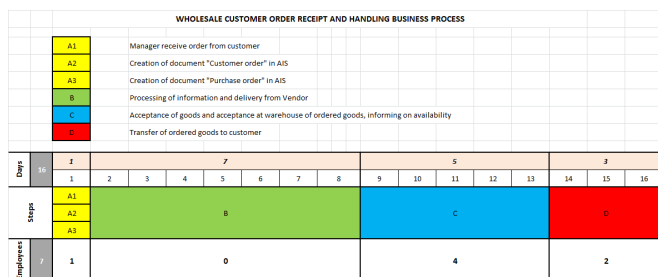 WHOLESALE CUSTOMER ORDER RECEIPT AND HANDLING BUSINESS PROCESS
A1 Manager receive order from customer
A2 Creation of document "Customer order" in AIS
A3 Creation of document "Purchase order" in AIS
B Processing of information and delivery from Vendor
C Acceptance of goods and acceptance at warehouse of ordered goods, informing on availability
D Transfer of ordered goods to customer
Days 16 1 7 5 3
1 2 3 4 5 6 7 8 9 10 11 12 13 14 15 16
Steps
A1
A2 B C D
A3
Employees 7 1 0 4 2